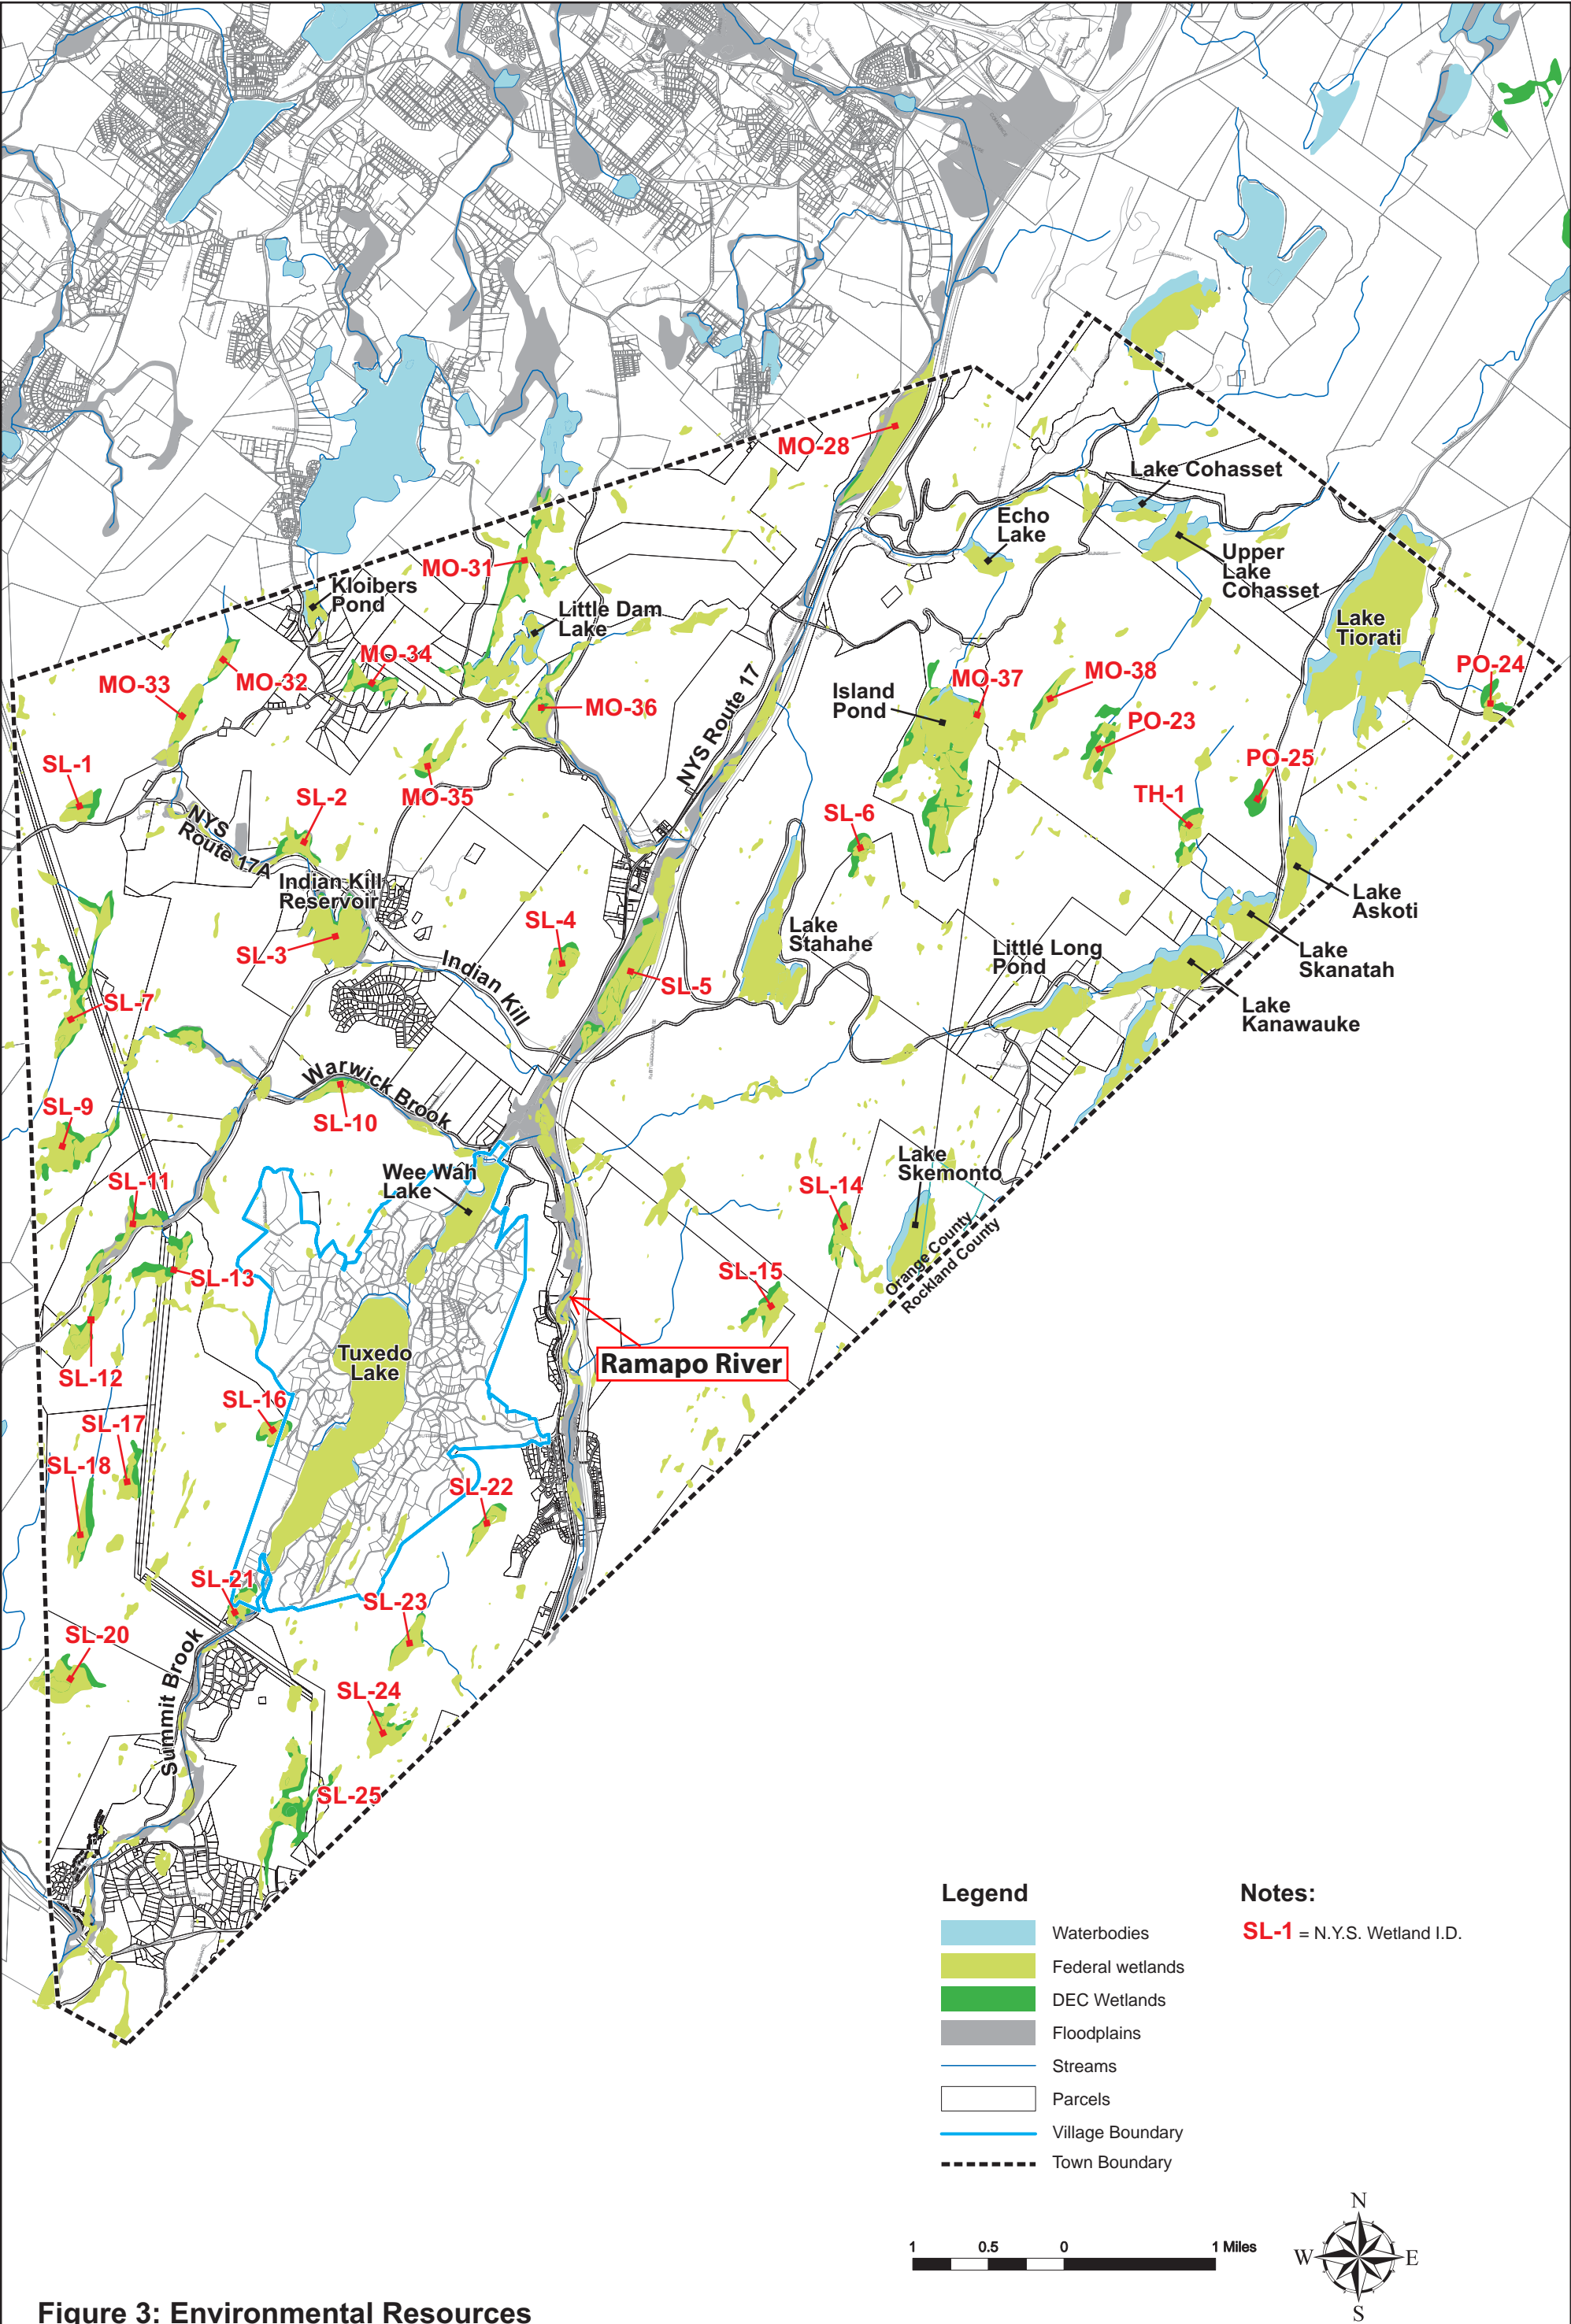 MO-28
Lake Cohasset
Echo
Lake
Upper
Lake
Cohasset
MO-31
Kloibers
Pond
Little Dam
Lake
Lake
Tiorati
MO-34
PO-24
MO-33
MO-32
MO-37
MO-38
Island
Pond
MO-36
PO-23
NYS Route 17
SL-1
PO-25
MO-35
SL-2
TH-1
SL-6
NYS
Route 17A
Indian Kill
Reservoir
Lake
Askoti
SL-4
Lake
Stahahe
SL-3
Little Long
Pond
Lake
Skanatah
Indian Kill
SL-5
SL-7
Lake
Kanawauke
Warwick Brook
SL-9
SL-10
Wee Wah
Lake
Lake
Skemonto
SL-11
SL-14
Orange County
Rockland County
SL-13
SL-15
Tuxedo
Lake
Ramapo River
SL-12
SL-16
SL-17
SL-18
SL-22
SL-21
SL-23
SL-20
Summit Brook
SL-24
SL-25
Legend
Waterbodies
Federal wetlands
DEC Wetlands
Floodplains
Streams
Parcels
Village Boundary
Town Boundary
Notes:
SL-1 = N.Y.S. Wetland I.D.
1 0.5 0 1 Miles
N
W E
S
Figure 3: Environmental Resources